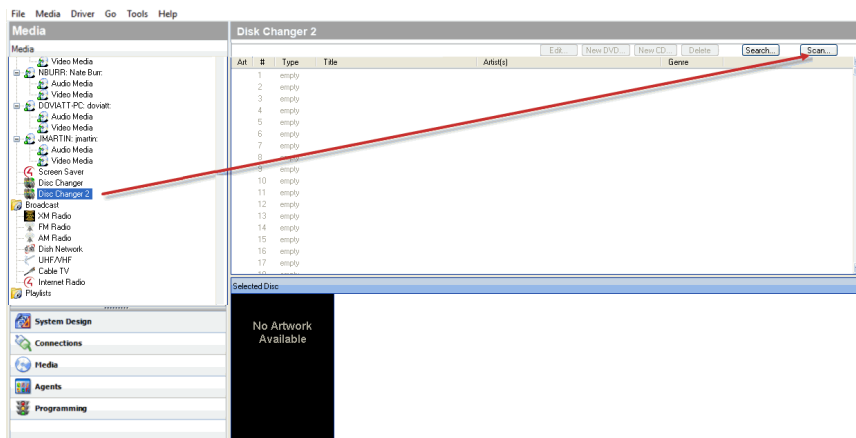 File Media Driver Go Tools Help
Media
Disk Changer 2
Media
Edit... New DVD... New CD... Delete Search... Scan...
Art # Type Title Artist(s) Genre
Video Media
NBURR: Nate Burr:
Audio Media
Video Media
DOVIATT-PC: doviatt:
Audio Media
Video Media
JMARTIN: jmartin:
Audio Media
Video Media
Screen Saver
Disc Changer
Disc Changer 2
Broadcast
XM Radio
FM Radio
AM Radio
Dish Network
UHF/VHF
Cable TV
Internet Radio
Playlists
1 empty
2 empty
3 empty
4 empty
5 empty
6 empty
7 empty
8 empty
9 empty
10 empty
11 empty
12 empty
13 empty
14 empty
15 empty
16 empty
17 empty
Selected Disc
No Artwork
Available
System Design
Connections
Media
Agents
Programming